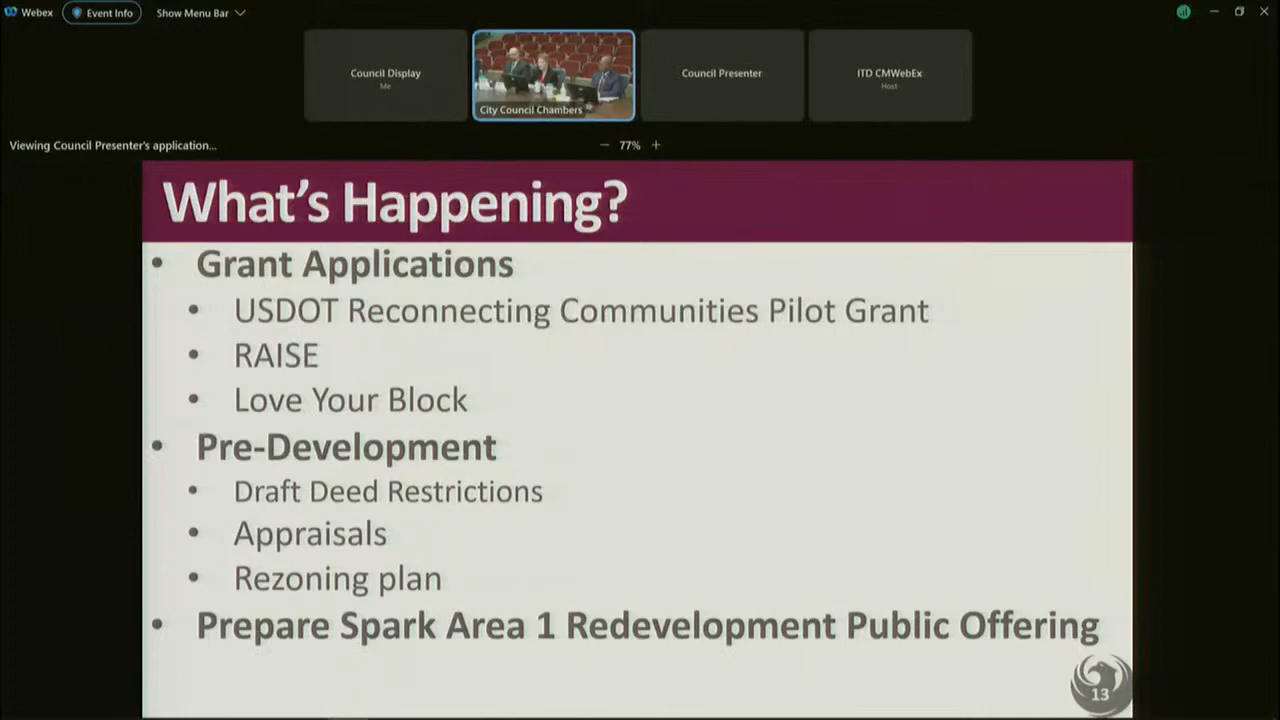 Webex
Event Info
Show Menu Bar
Council Display
Me
City Council Chambers
Council Presenter
ITD CMWebEx
Host
Viewing Council Presenter's application...
77%
What's Happening?
• Grant Applications
• USDOT Reconnecting Communities Pilot Grant
• RAISE
• Love Your Block
• Pre-Development
• Draft Deed Restrictions
• Appraisals
• Rezoning plan
• Prepare Spark Area 1 Redevelopment Public Offering
13